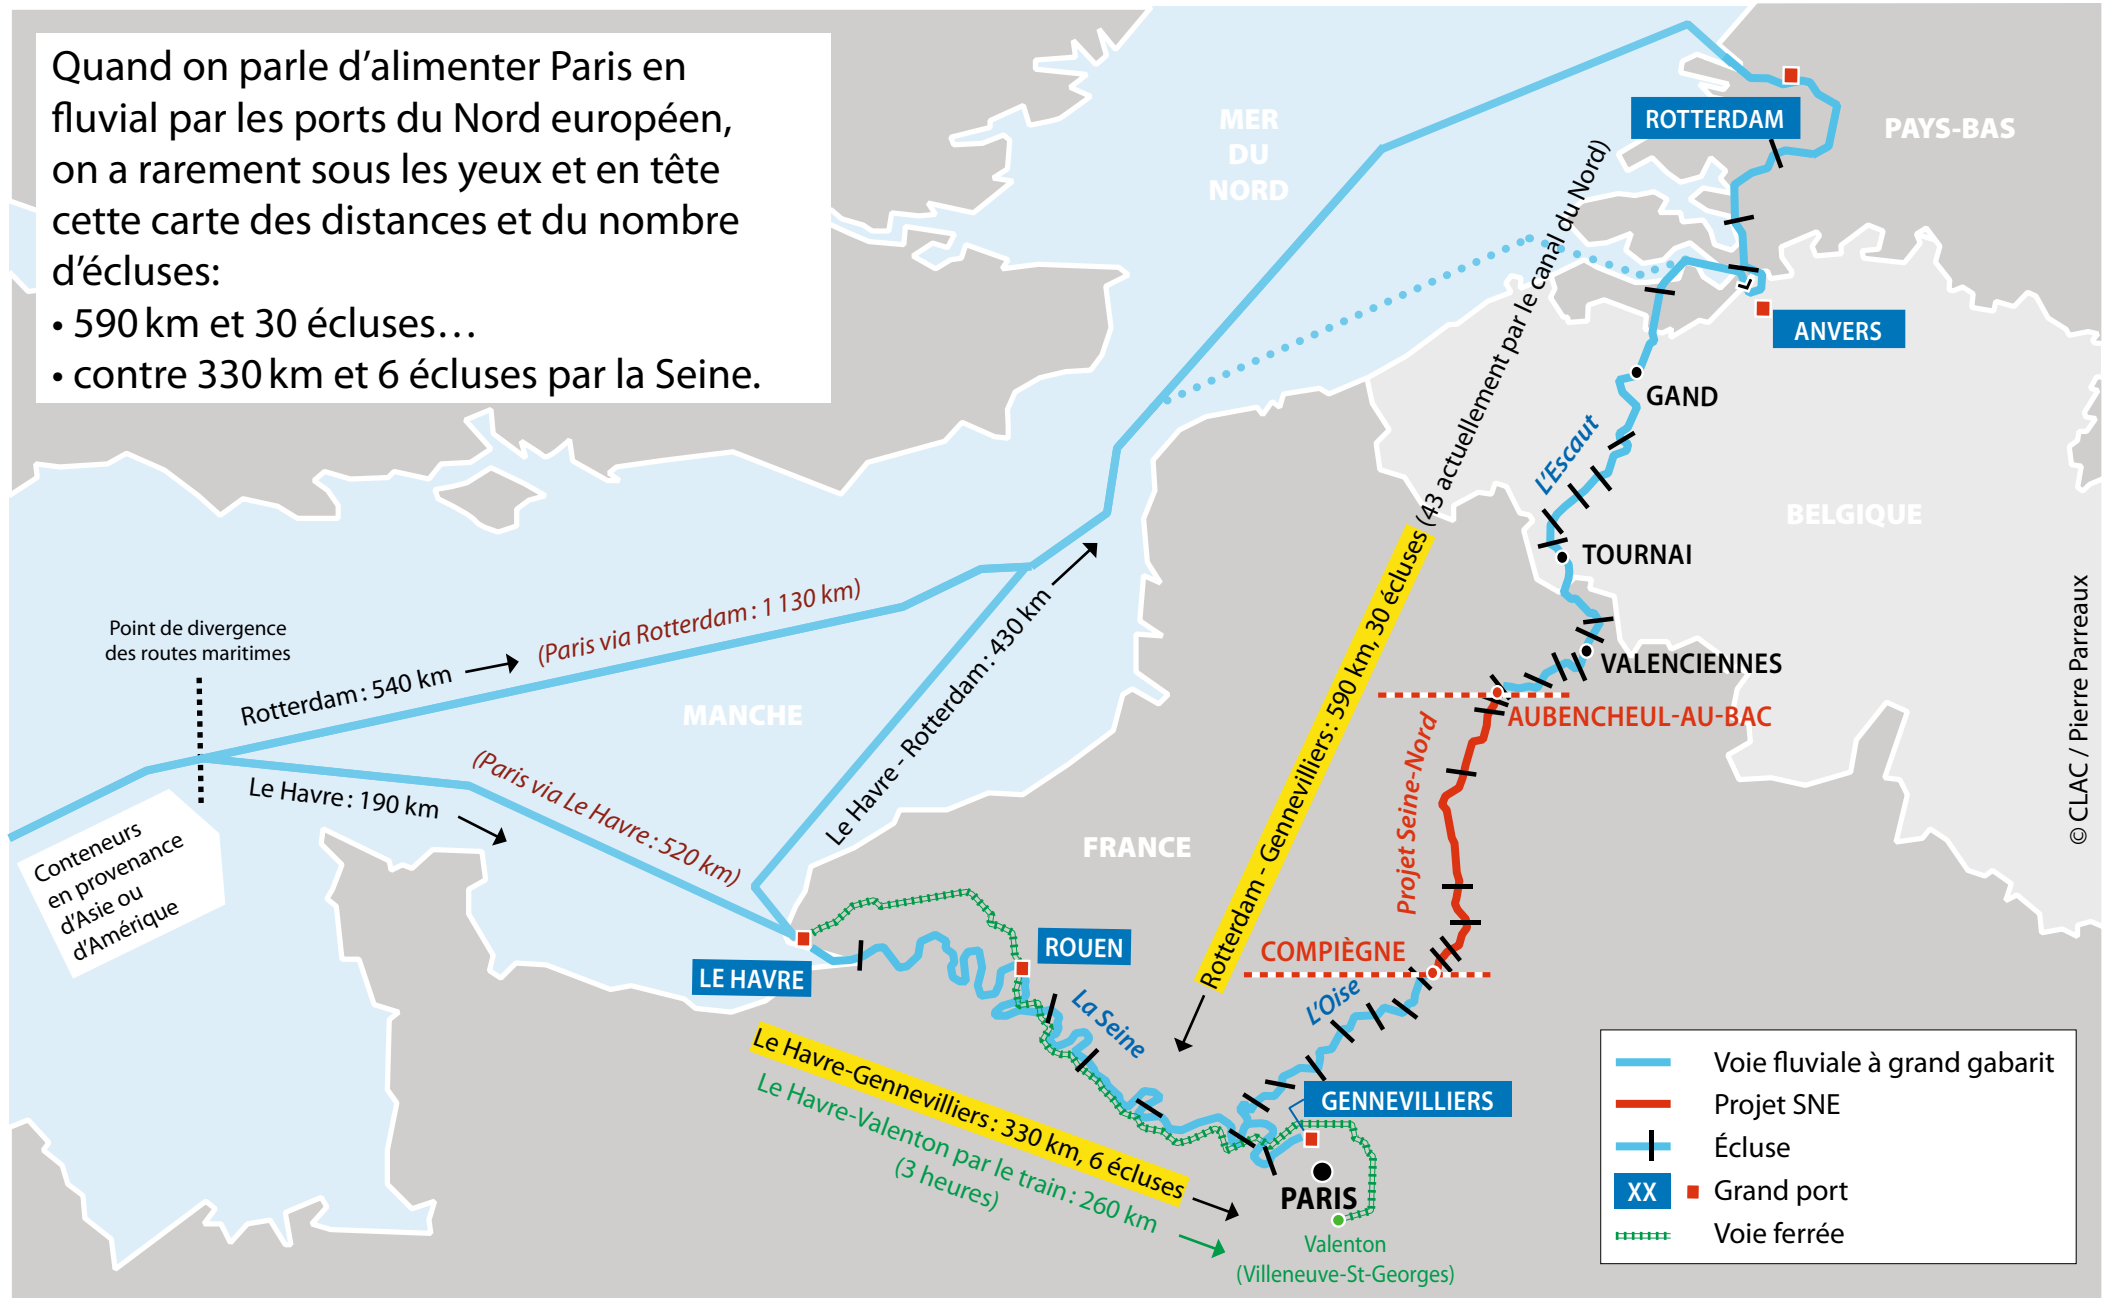 Quand on parle d'alimenter Paris en
fluvial par les ports du Nord européen,
on a rarement sous les yeux et en tête
cette carte des distances et du nombre
d'écluses:
• 590 km et 30 écluses…
• contre 330 km et 6 écluses par la Seine.
MER
DU
NORD
ROTTERDAM
PAYS-BAS
ANVERS
GAND
L'Escaut
BELGIQUE
TOURNAI
VALENCIENNES
AUBENCHEUL-AU-BAC
Projet Seine-Nord
Rotterdam - Gennevilliers : 590 km, 30 écluses (43 actuellement par le canal du Nord)
Point de divergence
des routes maritimes
Rotterdam : 540 km
(Paris via Rotterdam : 1 130 km)
MANCHE
Le Havre - Rotterdam : 430 km
Le Havre : 190 km
(Paris via Le Havre : 520 km)
Conteneurs
en provenance
d'Asie ou
d'Amérique
FRANCE
COMPIÈGNE
L'Oise
LE HAVRE
ROUEN
La Seine
Le Havre-Gennevilliers : 330 km, 6 écluses
Le Havre-Valenton par le train : 260 km
(3 heures)
GENNEVILLIERS
PARIS
Valenton
(Villeneuve-St-Georges)
Voie fluviale à grand gabarit
Projet SNE
Écluse
XX Grand port
Voie ferrée
© CLAC / Pierre Parreaux